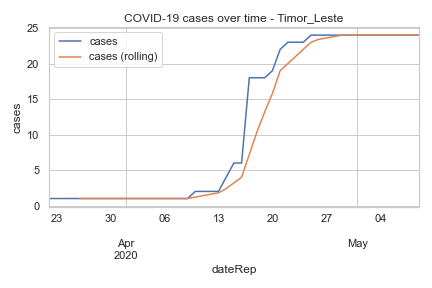 COVID-19 cases over time - Timor_Leste
cases
cases (rolling)
25
20
15
10
5
0
cases
23 30 06 13 20 27 04
Apr May
2020
dateRep